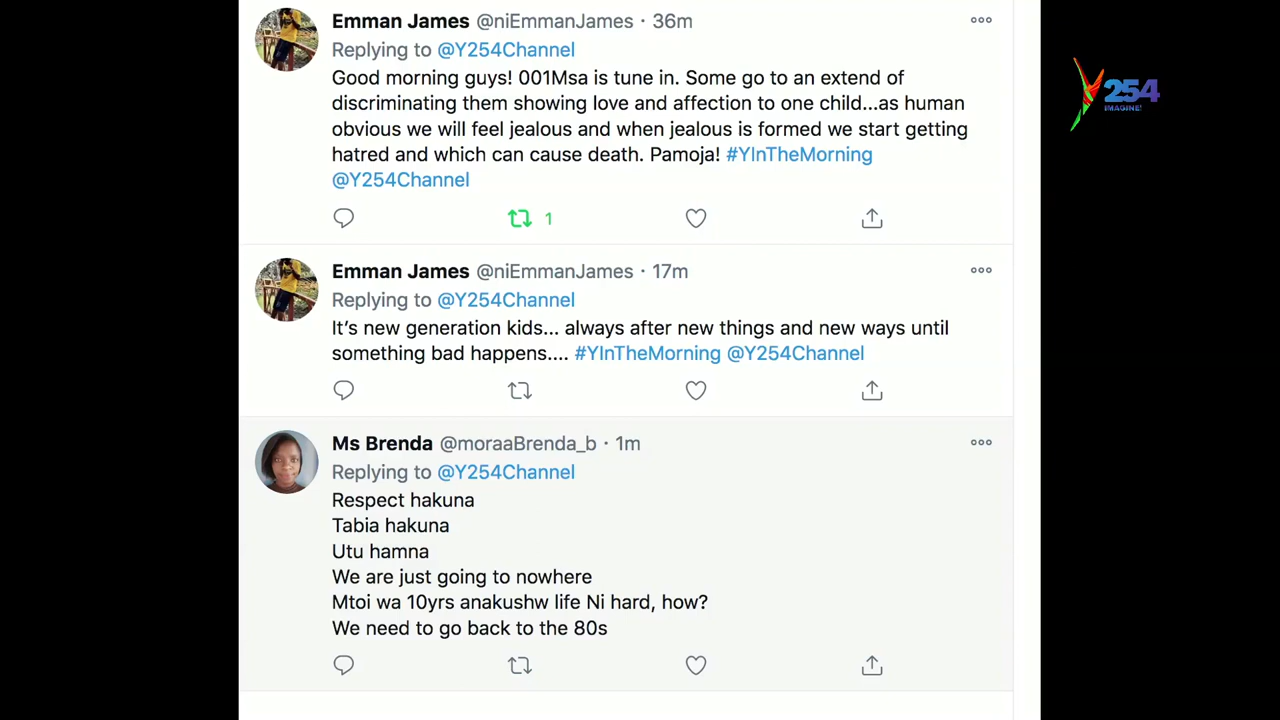 Emman James @niEmmanJames · 36m
Replying to @Y254Channel
Good morning guys! 001Msa is tune in. Some go to an extend of
discriminating them showing love and affection to one child...as human
obvious we will feel jealous and when jealous is formed we start getting
hatred and which can cause death. Pamoja! #YInTheMorning
@Y254Channel
1
Emman James @niEmmanJames · 17m
Replying to @Y254Channel
It's new generation kids... always after new things and new ways until
something bad happens.... #YInTheMorning @Y254Channel
Ms Brenda @moraaBrenda_b · 1m
Replying to @Y254Channel
Respect hakuna
Tabia hakuna
Utu hamna
We are just going to nowhere
Mtoi wa 10yrs anakushw life Ni hard, how?
We need to go back to the 80s
Y254
IMAGINE!